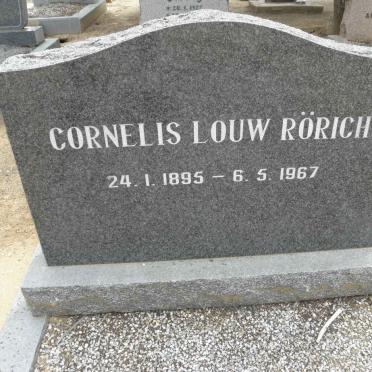 CORNELIS LOUW RÖRICH
24. 1. 1895 – 6. 5. 1967